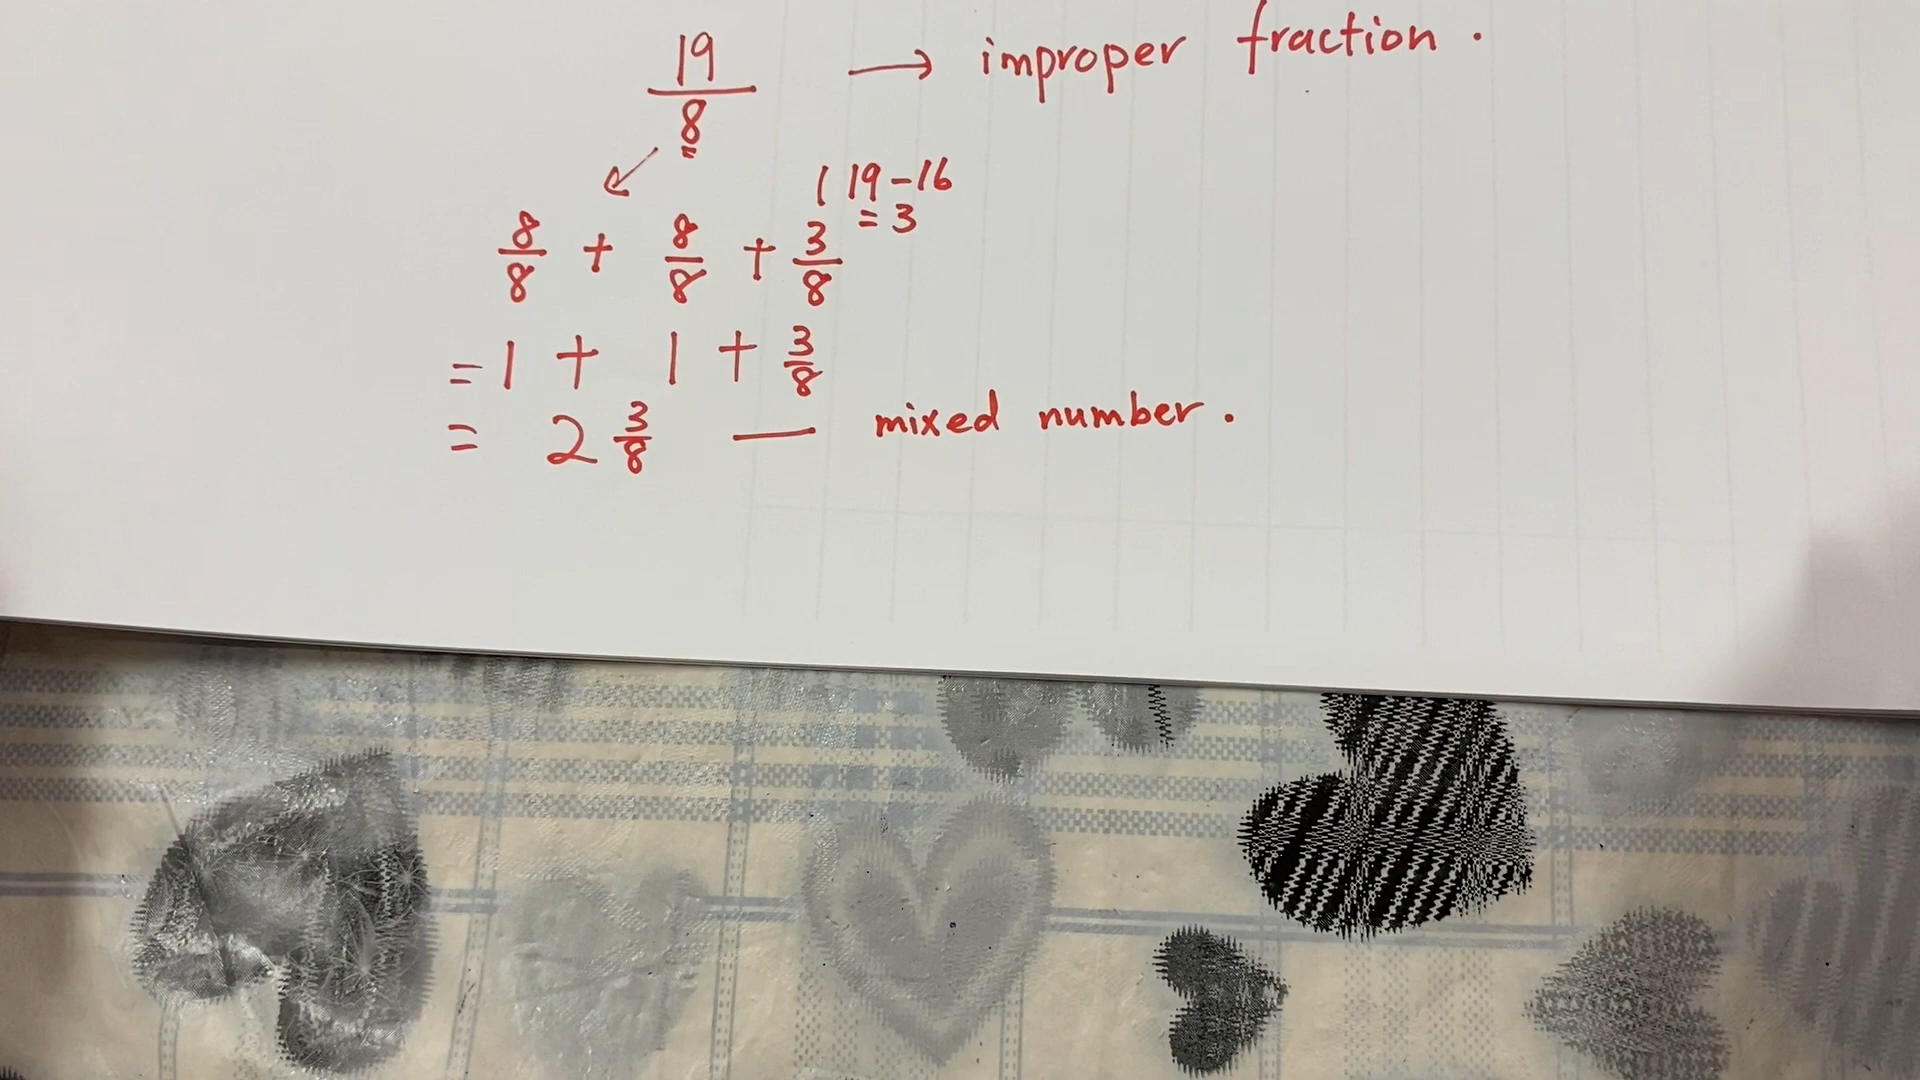 19/8 → improper fraction.
( 19-16
= 3
8/8 + 8/8 + 3/8
= 1 + 1 + 3/8
= 2 3/8 — mixed number.